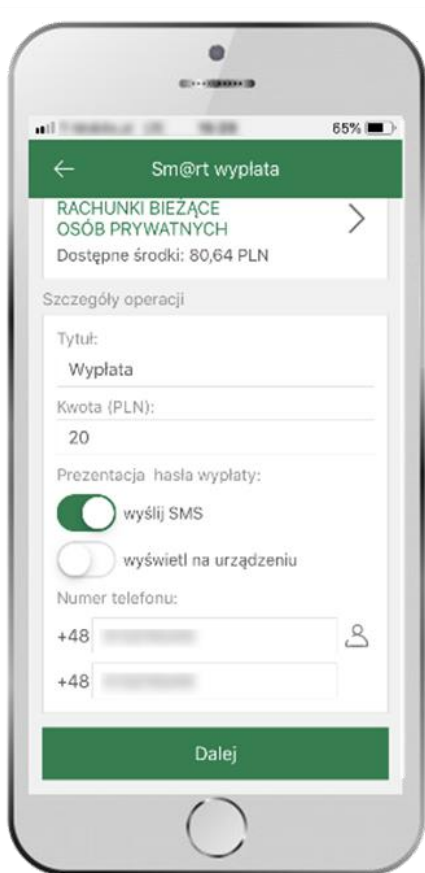 65%
Sm@rt wypłata
RACHUNKI BIEŻĄCE
OSÓB PRYWATNYCH
Dostępne środki: 80,64 PLN
Szczegóły operacji
Tytuł:
Wypłata
Kwota (PLN):
20
Prezentacja hasła wypłaty:
wyślij SMS
wyświetl na urządzeniu
Numer telefonu:
+48
+48
Dalej